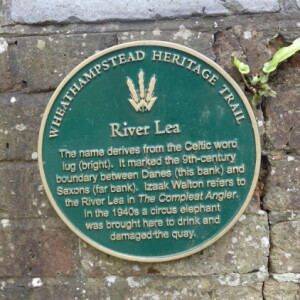 WHEATHAMPSTEAD HERITAGE TRAIL
River Lea
The name derives from the Celtic word
lug (bright). It marked the 9th-century
boundary between Danes (this bank) and
Saxons (far bank). Izaak Walton refers to
the River Lea in The Compleat Angler.
In the 1940s a circus elephant
was brought here to drink and
damaged the quay.